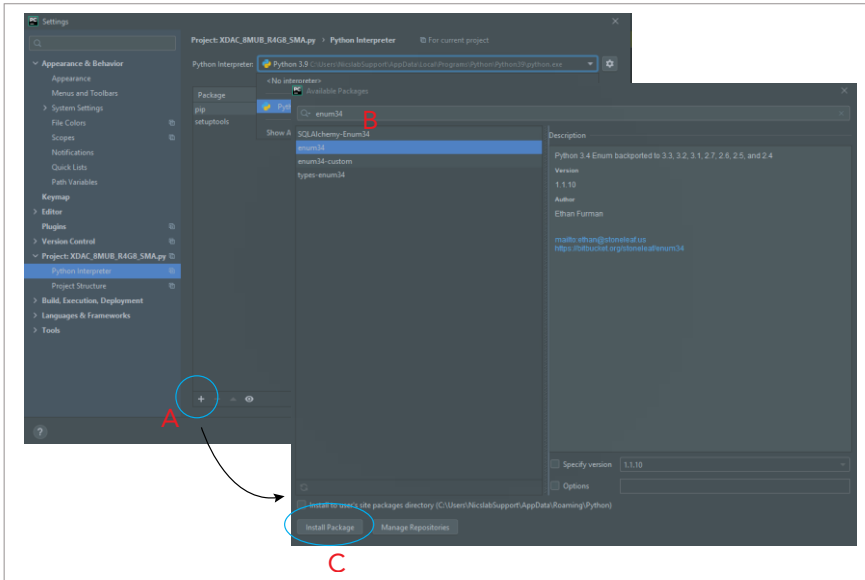 Settings
Appearance & Behavior
Appearance
Menus and Toolbars
System Settings
File Colors
Scopes
Notifications
Quick Lists
Path Variables
Keymap
Editor
Plugins
Version Control
Project: XDAC_8MUB_R4G8_SMA.py
Python Interpreter
Project Structure
Build, Execution, Deployment
Languages & Frameworks
Tools
?
Project: XDAC_8MUB_R4G8_SMA.py > Python Interpreter For current project
Python Interpreter: Python 3.9 C:\Users\NicslabSupport\AppData\Local\Programs\Python\Python39\python.exe
<No interpreter>
Package
pip
setuptools
Pyth
Show A
A
Available Packages
enum34
B
SQLAlchemy-Enum34
enum34
enum34-custom
types-enum34
Description
Python 3.4 Enum backported to 3.3, 3.2, 3.1, 2.7, 2.6, 2.5, and 2.4
Version
1.1.10
Author
Ethan Furman
mailto:ethan@stoneleaf.us
https://bitbucket.org/stoneleaf/enum34
Specify version 1.1.10
Options
Install to user's site packages directory (C:\Users\NicslabSupport\AppData\Roaming\Python)
Install Package Manage Repositories
C